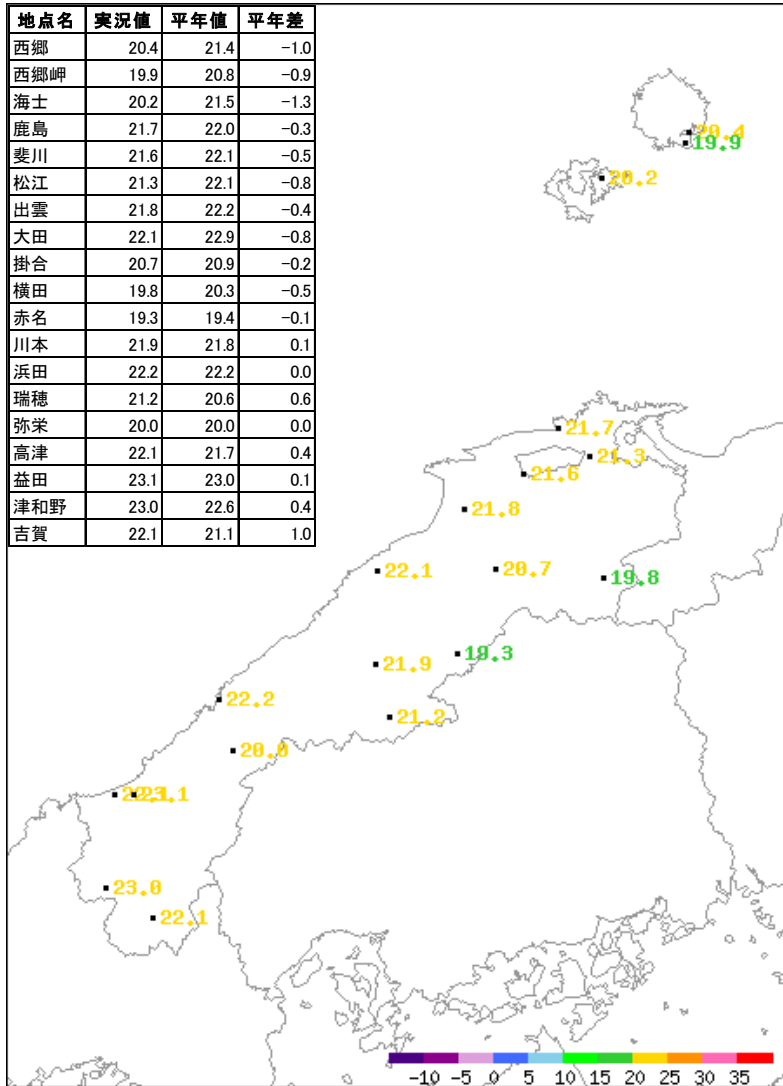 地点名 実況値 平年値 平年差
西郷 20.4 21.4 −1.0
西郷岬 19.9 20.8 −0.9
海士 20.2 21.5 −1.3
鹿島 21.7 22.0 −0.3
斐川 21.6 22.1 −0.5
松江 21.3 22.1 −0.8
出雲 21.8 22.2 −0.4
大田 22.1 22.9 −0.8
掛合 20.7 20.9 −0.2
横田 19.8 20.3 −0.5
赤名 19.3 19.4 −0.1
川本 21.9 21.8 0.1
浜田 22.2 22.2 0.0
瑞穂 21.2 20.6 0.6
弥栄 20.0 20.0 0.0
高津 22.1 21.7 0.4
益田 23.1 23.0 0.1
津和野 23.0 22.6 0.4
吉賀 22.1 21.1 1.0
20.4
19.9
20.2
21.7
21.3
21.6
21.8
22.1
20.7
19.8
19.3
21.9
22.2
21.2
20.0
22.1
23.1
23.0
22.1
-10 -5 0 5 10 15 20 25 30 35